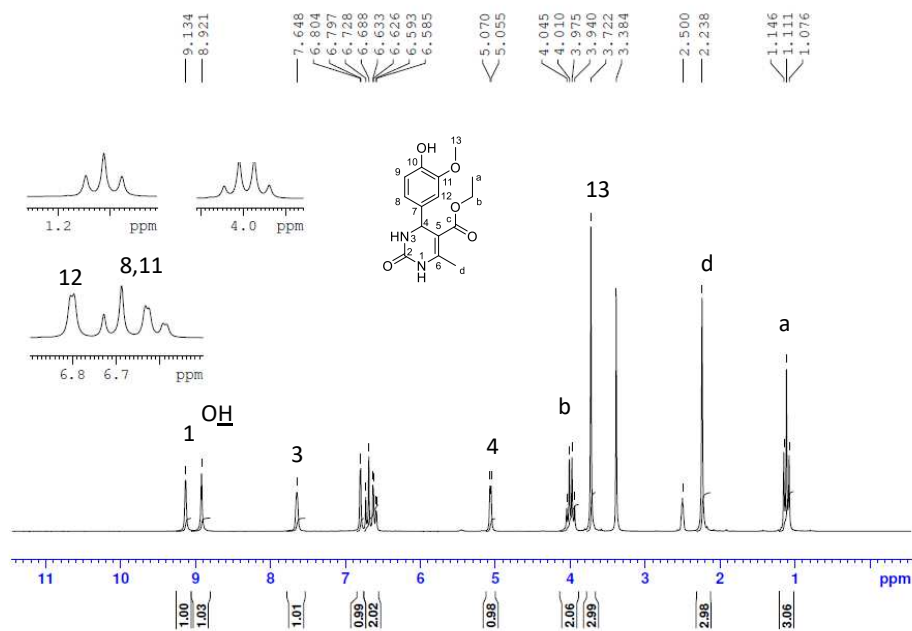 9.134
8.921
7.648
6.804
6.797
6.728
6.688
6.633
6.626
6.593
6.585
5.070
5.055
4.045
4.010
3.975
3.940
3.722
3.384
2.500
2.238
1.146
1.111
1.076
1.2 ppm
4.0 ppm
12 8,11
6.8 6.7 ppm
OH 13
10 O
9 11 a
8 12 O b
7 c
4 5 O
HN 3
2 1 6
O N d
H
13
d
a
b
OH
1
3
4
11 10 9 8 7 6 5 4 3 2 1 ppm
1.00 1.03 1.01 0.99 2.02 0.98 2.06 2.99 2.98 3.06